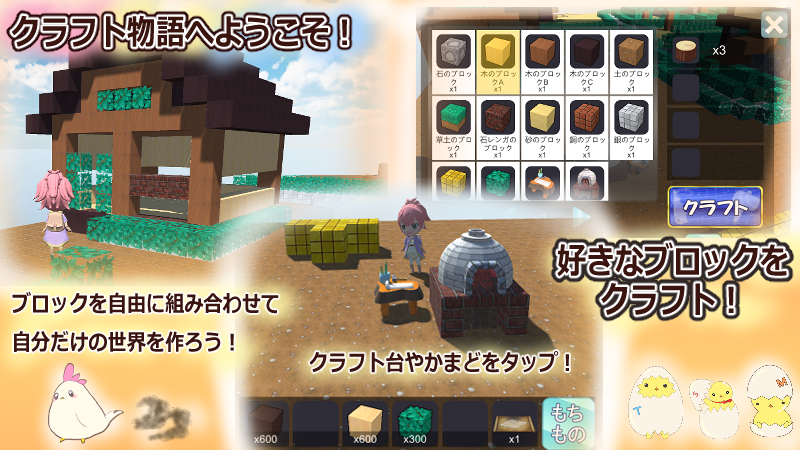 クラフト物語へようこそ！
石のブロック
x1
木のブロックA
x1
木のブロックB
x1
木のブロックC
x1
土のブロック
x1
x3
草土のブロック
x1
石レンガのブロック
x1
砂のブロック
x1
銅のブロック
x1
銀のブロック
x1
クラフト
好きなブロックを
クラフト！
ブロックを自由に組み合わせて
自分だけの世界を作ろう！
クラフト台やかまどをタップ！
x600
x600
x300
x1
もち
もの